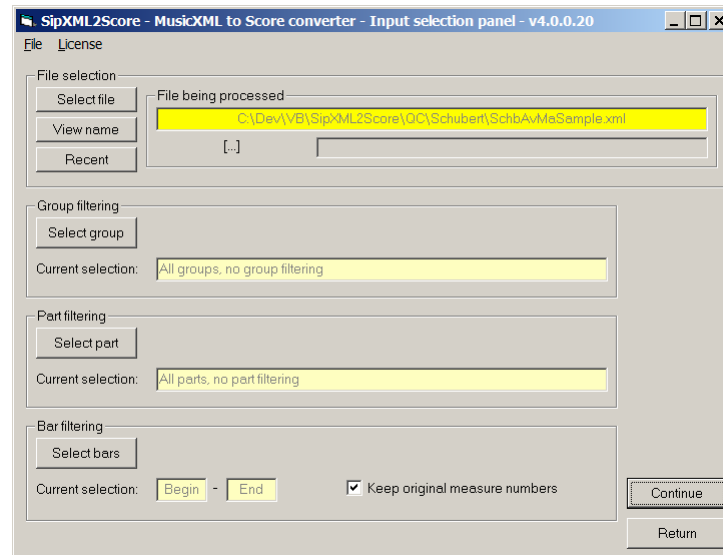 SipXML2Score - MusicXML to Score converter - Input selection panel - v4.0.0.20
File License
File selection
Select file
File being processed
C:\Dev\VB\SipXML2Score\QC\Schubert\SchbAvMaSample.xml
View name
[...]
Recent
Group filtering
Select group
Current selection: All groups, no group filtering
Part filtering
Select part
Current selection: All parts, no part filtering
Bar filtering
Select bars
Current selection: Begin - End Keep original measure numbers
Continue
Return